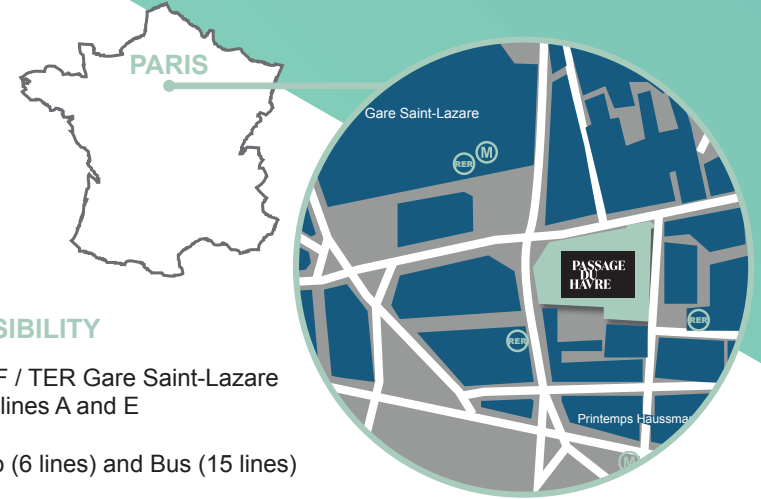 PARIS
Gare Saint-Lazare
RER
M
PASSAGE
DU
HAVRE
RER
RER
SIBILITY
F / TER Gare Saint-Lazare
lines A and E
Printemps Haussma
(6 lines) and Bus (15 lines)
M